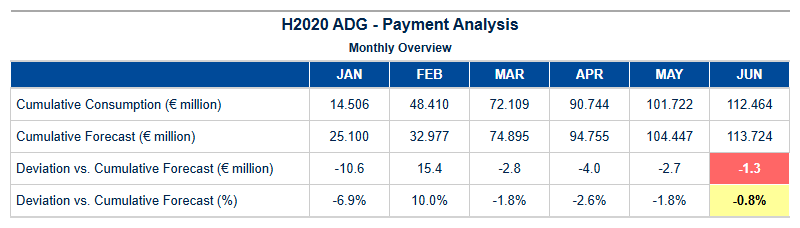 H2020 ADG - Payment Analysis
Monthly Overview
JAN FEB MAR APR MAY JUN
Cumulative Consumption (€ million) 14.506 48.410 72.109 90.744 101.722 112.464
Cumulative Forecast (€ million) 25.100 32.977 74.895 94.755 104.447 113.724
Deviation vs. Cumulative Forecast (€ million) -10.6 15.4 -2.8 -4.0 -2.7 -1.3
Deviation vs. Cumulative Forecast (%) -6.9% 10.0% -1.8% -2.6% -1.8% -0.8%